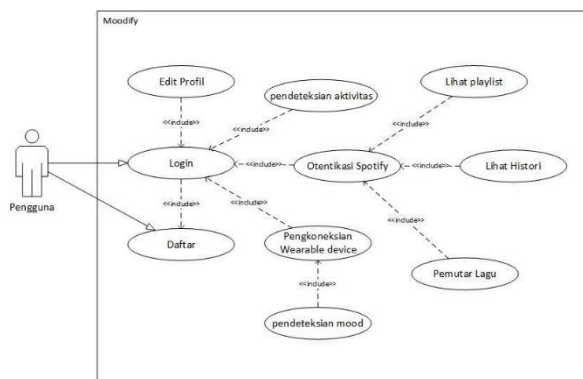 Moodify
Edit Profil
pendeteksian aktivitas
Lihat playlist
<<include>>
<<include>>
<<include>>
Login
<<include>>
Otentikasi Spotify
<<include>>
Lihat Histori
Pengguna
<<include>>
<<include>>
<<include>>
Daftar
Pengkoneksian
Wearable device
Pemutar Lagu
<<include>>
pendeteksian mood